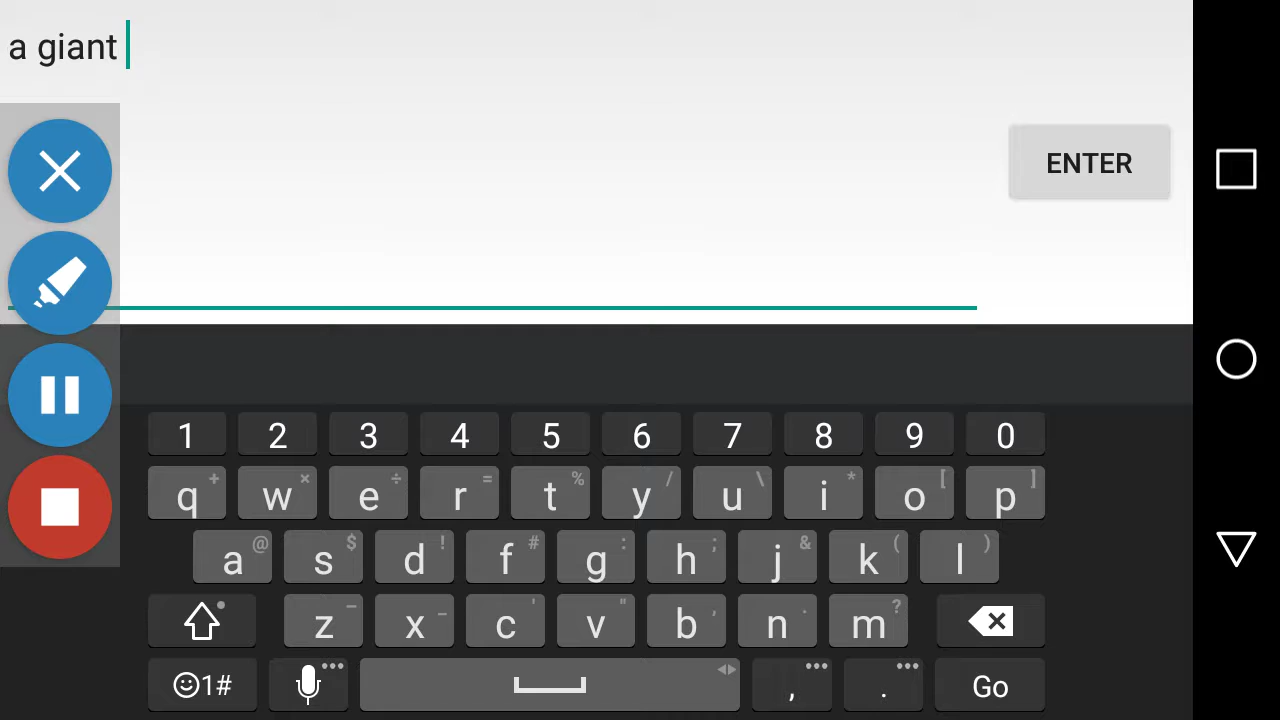 a giant
ENTER
1 2 3 4 5 6 7 8 9 0
q + w × e ÷ r = t % y / u \ i * o [ p ]
a @ s $ d ! f # g : h ; j & k ( l )
z – x _ c ' v " b , n . m ?
1# , ... . ... Go